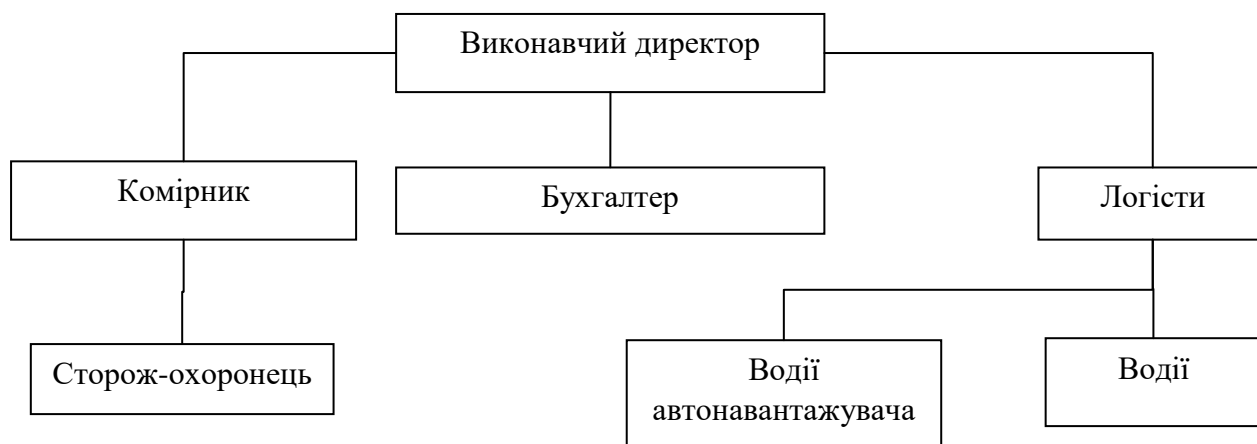 Виконавчий директор
Комірник
Бухгалтер
Логісти
Сторож-охоронець
Водії
автонавантажувача
Водії